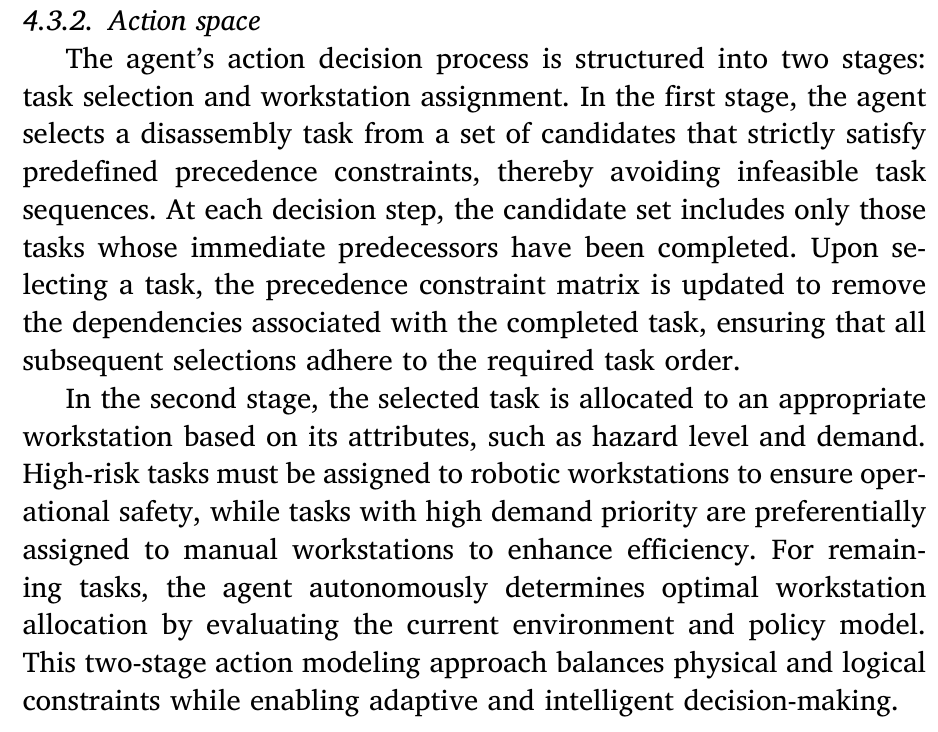 4.3.2. Action space
The agent’s action decision process is structured into two stages:
task selection and workstation assignment. In the first stage, the agent
selects a disassembly task from a set of candidates that strictly satisfy
predefined precedence constraints, thereby avoiding infeasible task
sequences. At each decision step, the candidate set includes only those
tasks whose immediate predecessors have been completed. Upon se-
lecting a task, the precedence constraint matrix is updated to remove
the dependencies associated with the completed task, ensuring that all
subsequent selections adhere to the required task order.
In the second stage, the selected task is allocated to an appropriate
workstation based on its attributes, such as hazard level and demand.
High-risk tasks must be assigned to robotic workstations to ensure oper-
ational safety, while tasks with high demand priority are preferentially
assigned to manual workstations to enhance efficiency. For remain-
ing tasks, the agent autonomously determines optimal workstation
allocation by evaluating the current environment and policy model.
This two-stage action modeling approach balances physical and logical
constraints while enabling adaptive and intelligent decision-making.